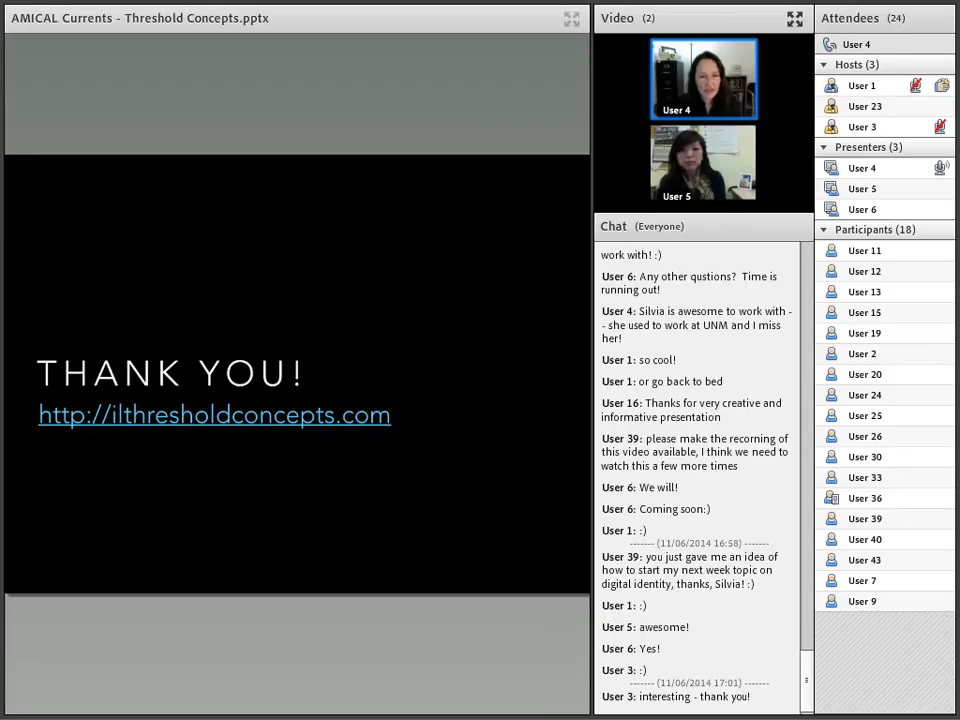 AMICAL Currents - Threshold Concepts.pptx
THANK YOU!
http://ilthresholdconcepts.com
Video (2)
User 4
User 5
Chat (Everyone)
work with! :)
User 6: Any other qustions? Time is
running out!
User 4: Silvia is awesome to work with -
- she used to work at UNM and I miss
her!
User 1: so cool!
User 1: or go back to bed
User 16: Thanks for very creative and
informative presentation
User 39: please make the recorning of
this video available, I think we need to
watch this a few more times
User 6: We will!
User 6: Coming soon:)
User 1: :)
------- (11/06/2014 16:58) -------
User 39: you just gave me an idea of
how to start my next week topic on
digital identity, thanks, Silvia! :)
User 1: :)
User 5: awesome!
User 6: Yes!
User 3: :)
------- (11/06/2014 17:01) -------
User 3: interesting - thank you!
Attendees (24)
User 4
Hosts (3)
User 1
User 23
User 3
Presenters (3)
User 4
User 5
User 6
Participants (18)
User 11
User 12
User 13
User 15
User 19
User 2
User 20
User 24
User 25
User 26
User 30
User 33
User 36
User 39
User 40
User 43
User 7
User 9